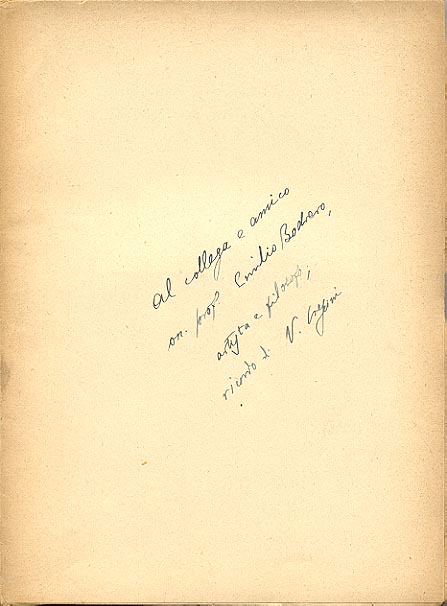 Al collega e amico
on. prof. Emilio Bodrero,
artista e filosofo,
ricordo di V.